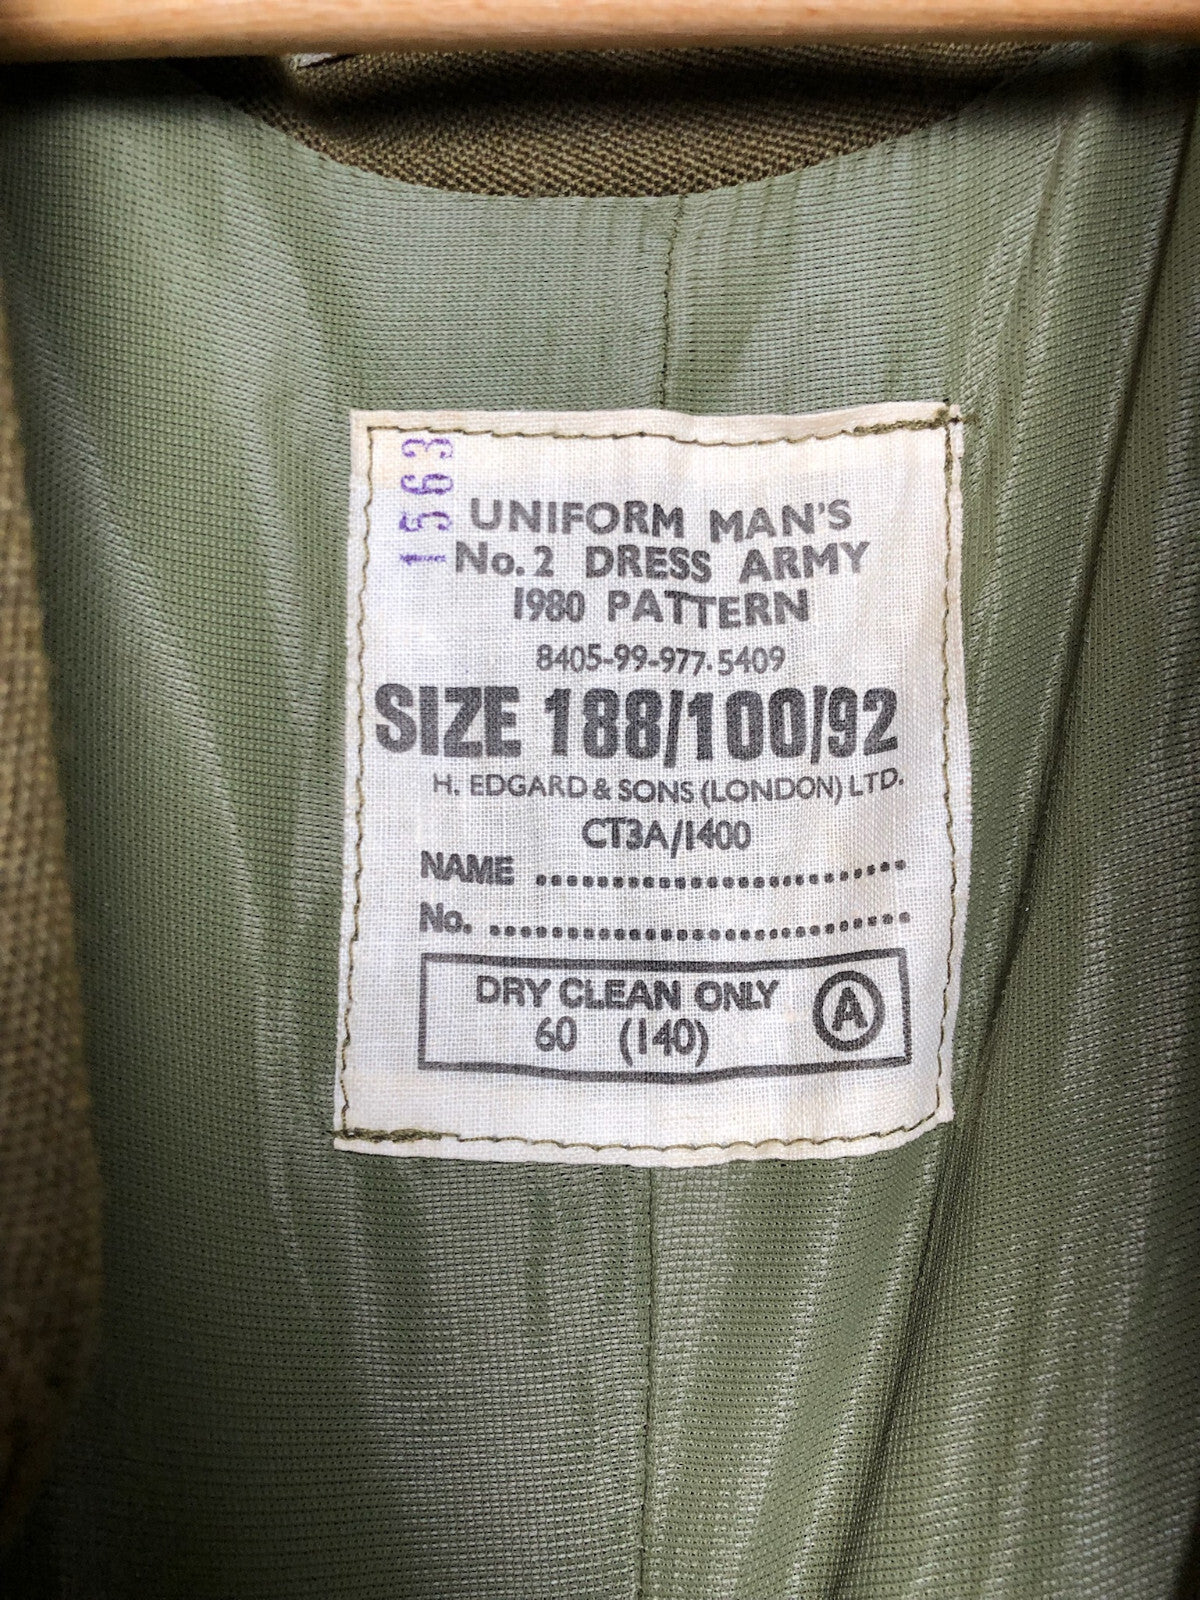 1563
UNIFORM MAN'S
No. 2 DRESS ARMY
1980 PATTERN
8405-99-977-5409
SIZE 188/100/92
H. EDGARD & SONS (LONDON) LTD.
CT3A/1400
NAME ........................
No. ............................
DRY CLEAN ONLY A
60 (140)